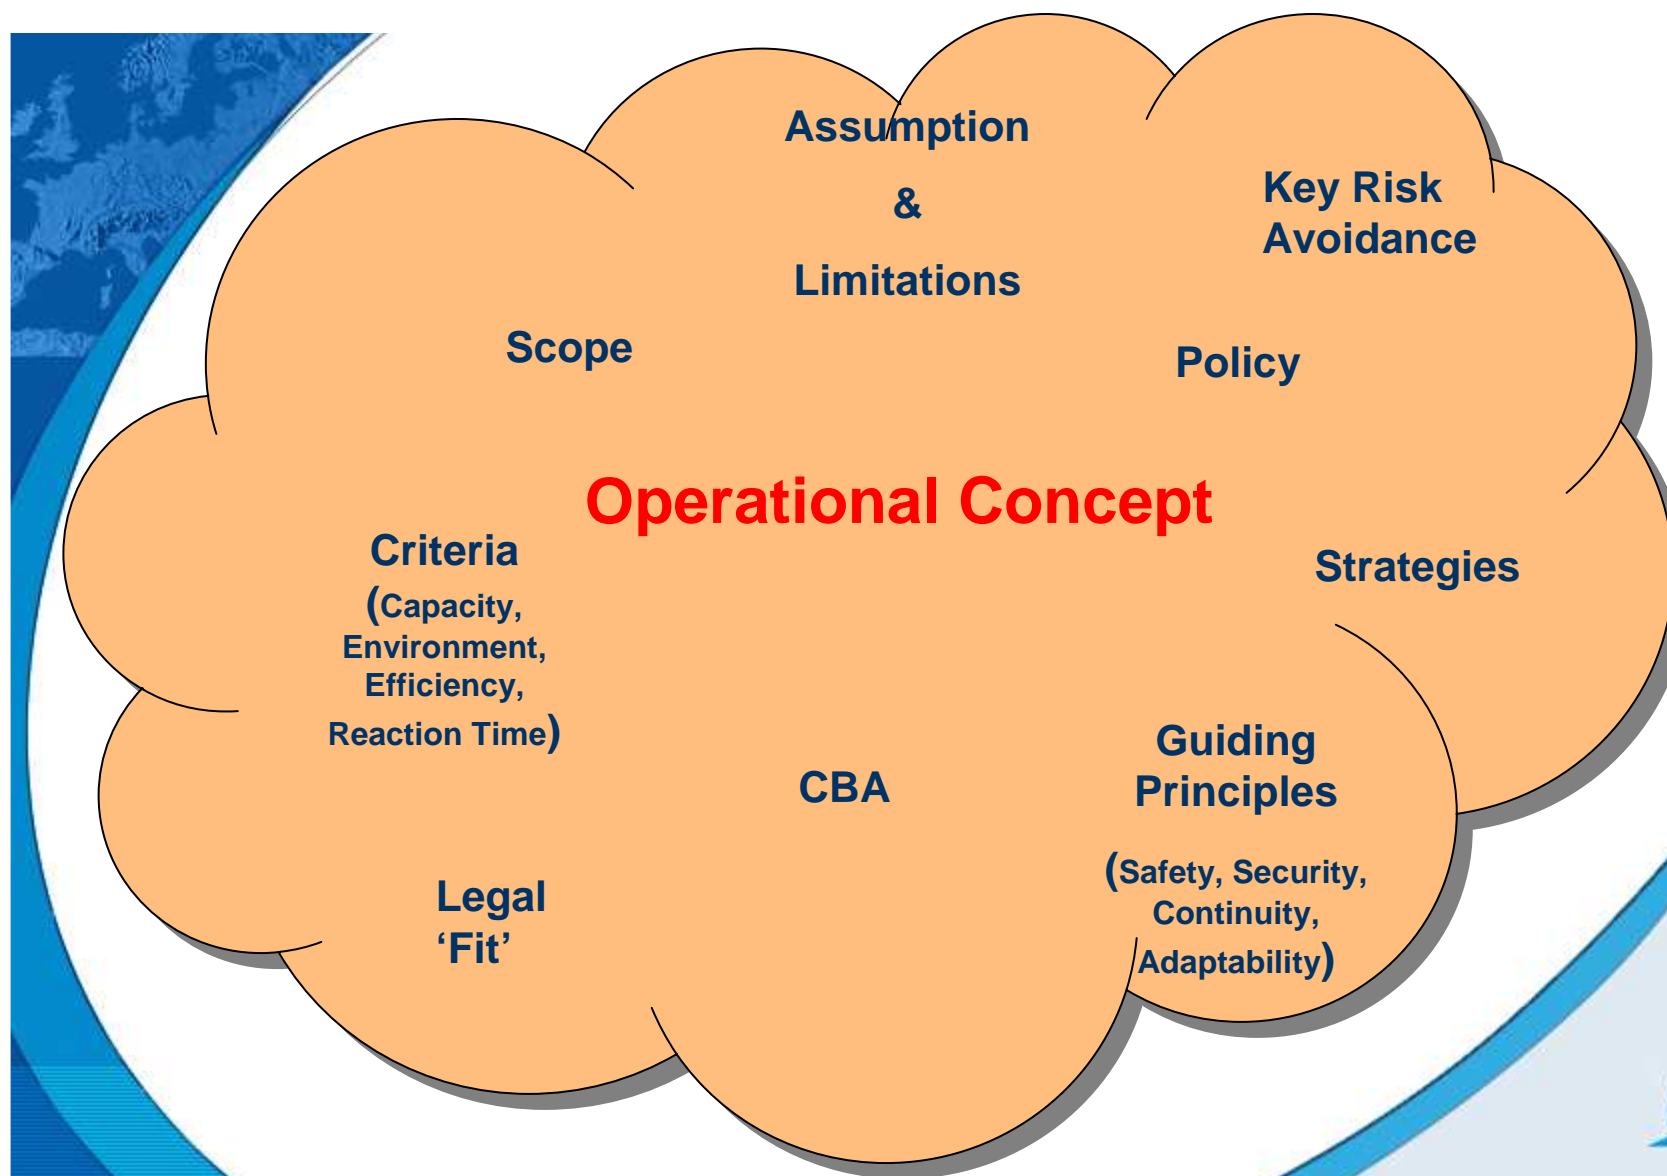 Assumption
&
Limitations
Key Risk
Avoidance
Scope
Policy
Operational Concept
Criteria
(Capacity,
Environment,
Efficiency,
Reaction Time)
Strategies
Guiding
Principles
(Safety, Security,
Continuity,
Adaptability)
CBA
Legal
‘Fit’